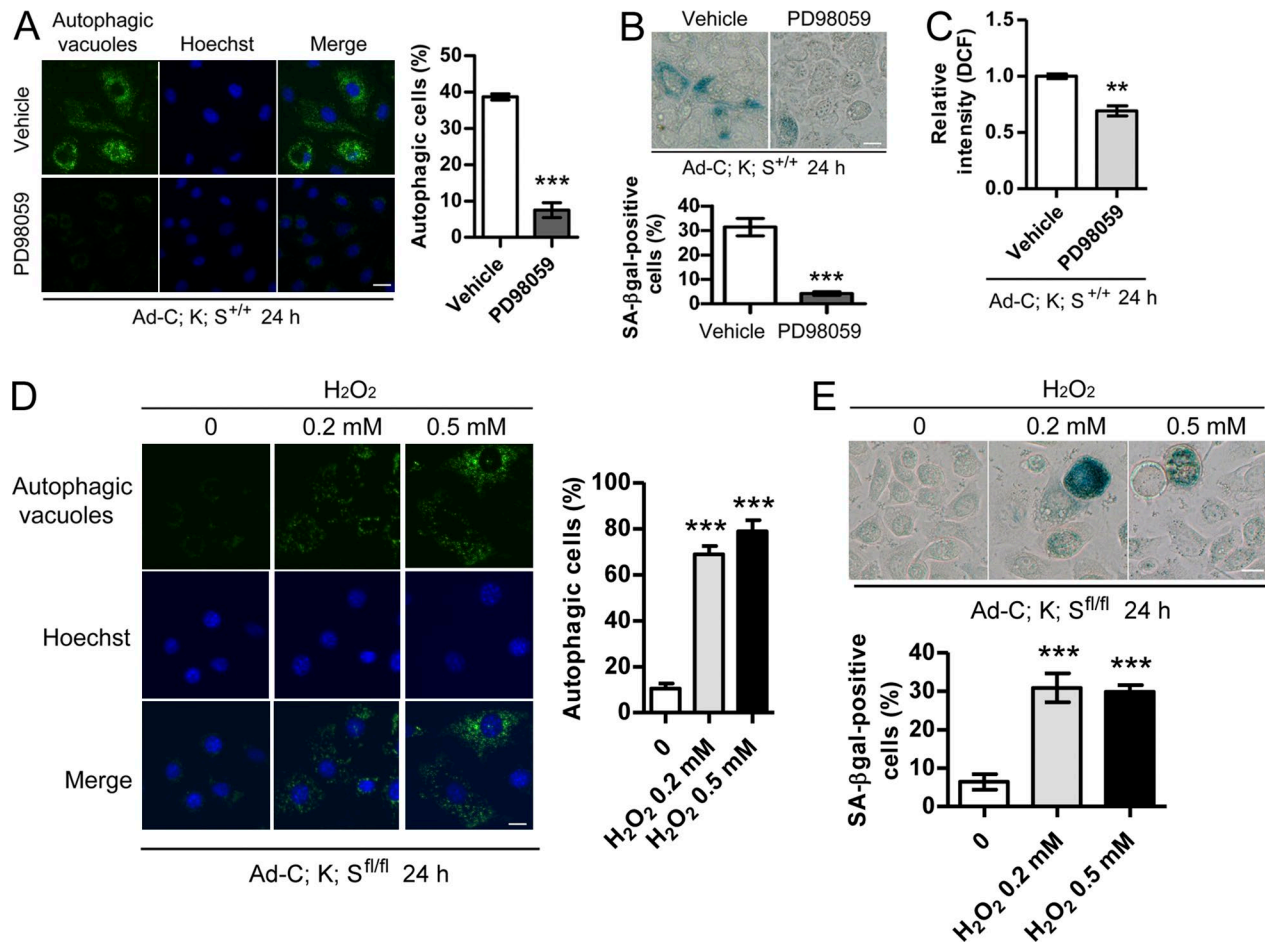 A
Autophagic
vacuoles
Hoechst
Merge
Vehicle
PD98059
Ad-C; K; S+/+ 24 h
Autophagic cells (%)
50
40
30
20
10
0
***
Vehicle
PD98059
B
Vehicle
PD98059
Ad-C; K; S+/+ 24 h
SA-βgal-positive
cells (%)
40
30
20
10
0
***
Vehicle
PD98059
C
Relative
intensity (DCF)
1.5
1.0
0.5
0.0
**
Vehicle
PD98059
Ad-C; K; S+/+ 24 h
D
H2O2
0
0.2 mM
0.5 mM
Autophagic
vacuoles
Hoechst
Merge
Ad-C; K; Sfl/fl 24 h
Autophagic cells (%)
100
80
60
40
20
0
***
***
0
H2O2 0.2 mM
H2O2 0.5 mM
E
H2O2
0
0.2 mM
0.5 mM
Ad-C; K; Sfl/fl 24 h
SA-βgal-positive
cells (%)
40
30
20
10
0
***
***
0
H2O2 0.2 mM
H2O2 0.5 mM